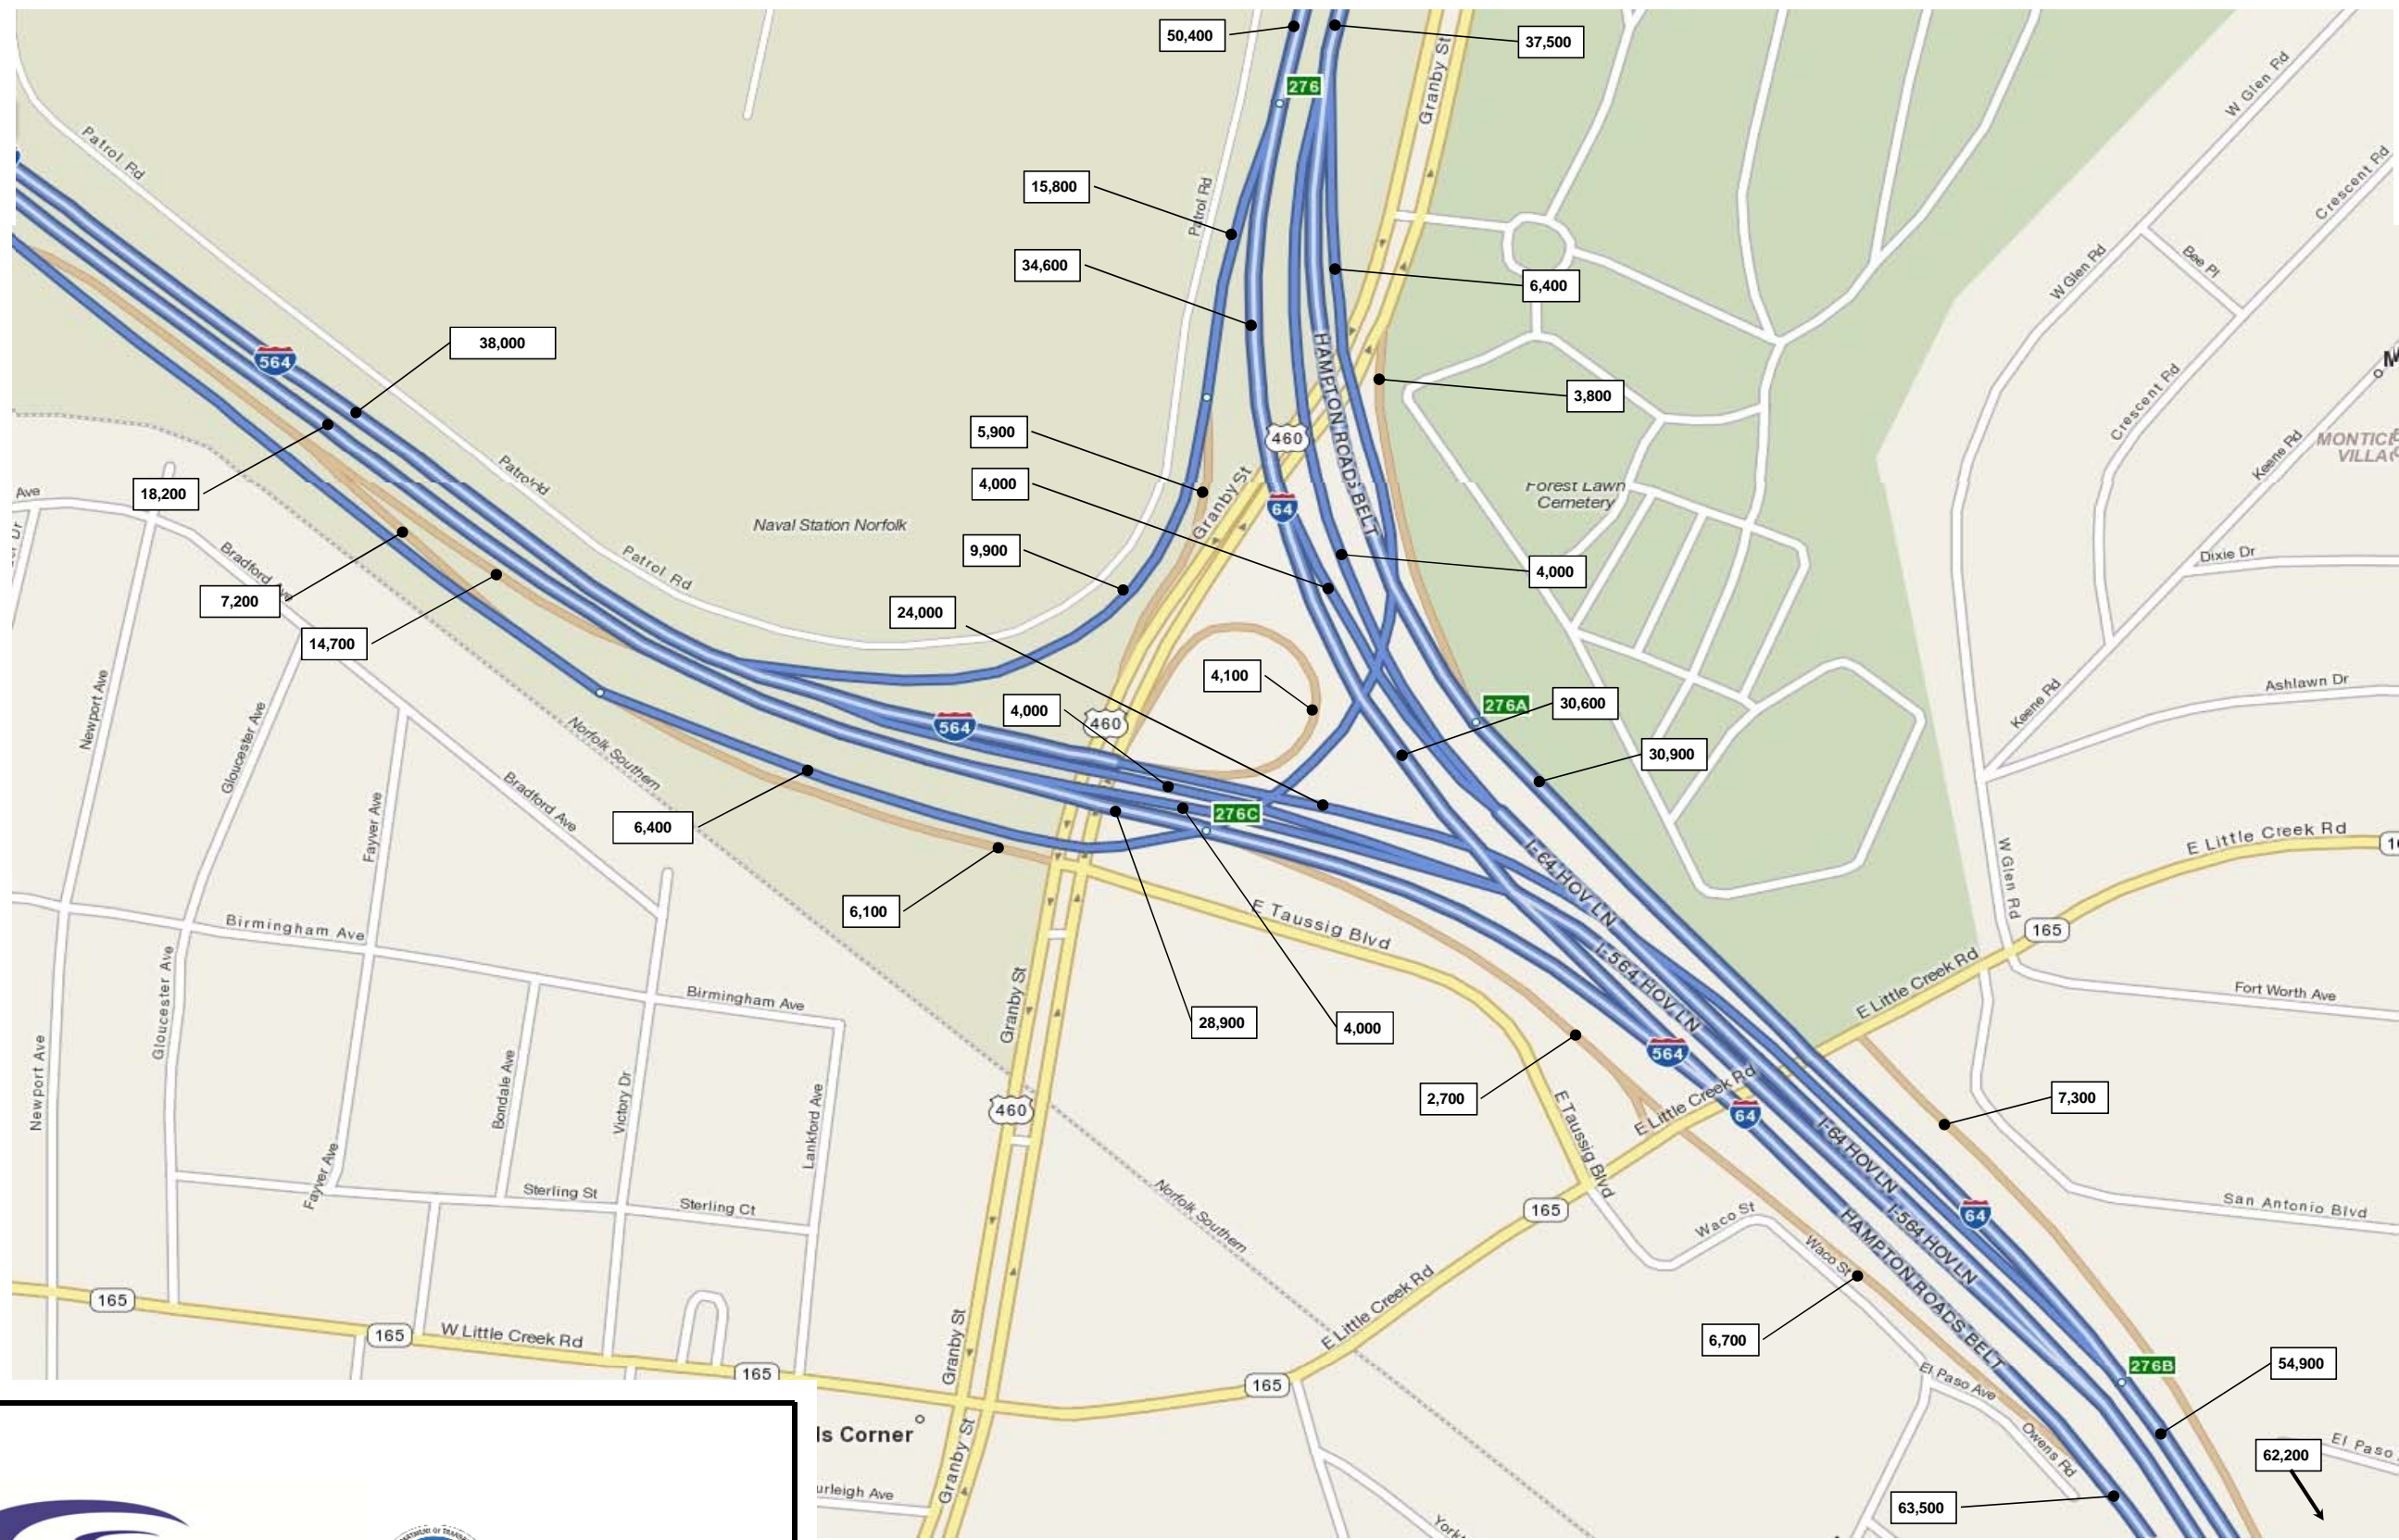 50,400
37,500
276
Granby St
W Glen Rd
Patrol Rd
Crescent Rd
15,800
Patrol Rd
34,600
6,400
W Glen Rd
Bee Pl
564
38,000
HAMPTON ROADS BELT
3,800
Crescent Rd
5,900
460
Keene Rd
MONTICE
VILLA
18,200
Ave
Patrol Rd
4,000
Granby St
64
Forest Lawn
Cemetery
Naval Station Norfolk
9,900
Patrol Rd
4,000
Dixie Dr
Bradford Ave
7,200
24,000
14,700
4,100
Newport Ave
Gloucester Ave
Norfolk Southern
564
4,000
460
276A
30,600
30,900
Keene Rd
Ashlawn Dr
Fayver Ave
Bradford Ave
6,400
276C
E Little Creek Rd
W Glen Rd
I-64 HOV LN
6,100
E Taussig Blvd
165
Birmingham Ave
E Little Creek Rd
I-564 HOV LN
Gloucester Ave
Granby St
Birmingham Ave
28,900
4,000
Fort Worth Ave
564
Newport Ave
Bondale Ave
Victory Dr
Lankford Ave
460
2,700
E Taussig Blvd
E Little Creek Rd
64
7,300
I-64 HOV LN
Fayver Ave
Sterling St
Sterling Ct
Norfolk Southern
165
Waco St
64
San Antonio Blvd
I-564 HOV LN
HAMPTON ROADS BELT
Waco St
165
165
W Little Creek Rd
165
Granby St
E Little Creek Rd
165
6,700
276B
54,900
El Paso Ave
ls Corner
Granby St
Owens Rd
62,200
El Paso
urleigh Ave
63,500
York